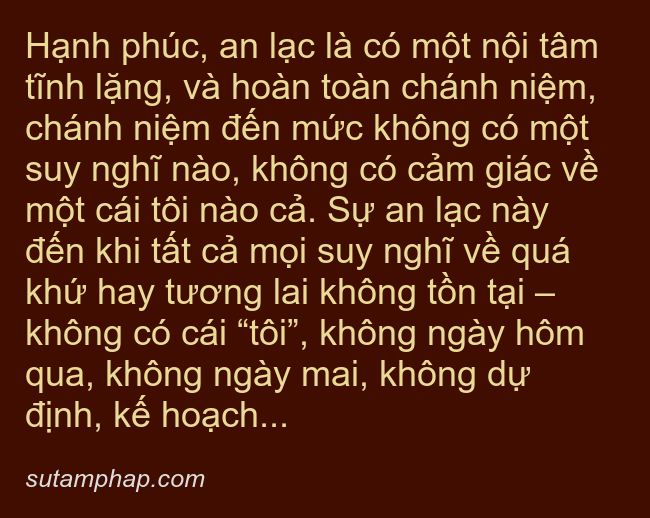 Hạnh phúc, an lạc là có một nội tâm
tĩnh lặng, và hoàn toàn chánh niệm,
chánh niệm đến mức không có một
suy nghĩ nào, không có cảm giác về
một cái tôi nào cả. Sự an lạc này
đến khi tất cả mọi suy nghĩ về quá
khứ hay tương lai không tồn tại –
không có cái “tôi”, không ngày hôm
qua, không ngày mai, không dự
định, kế hoạch...
sutamphap.com